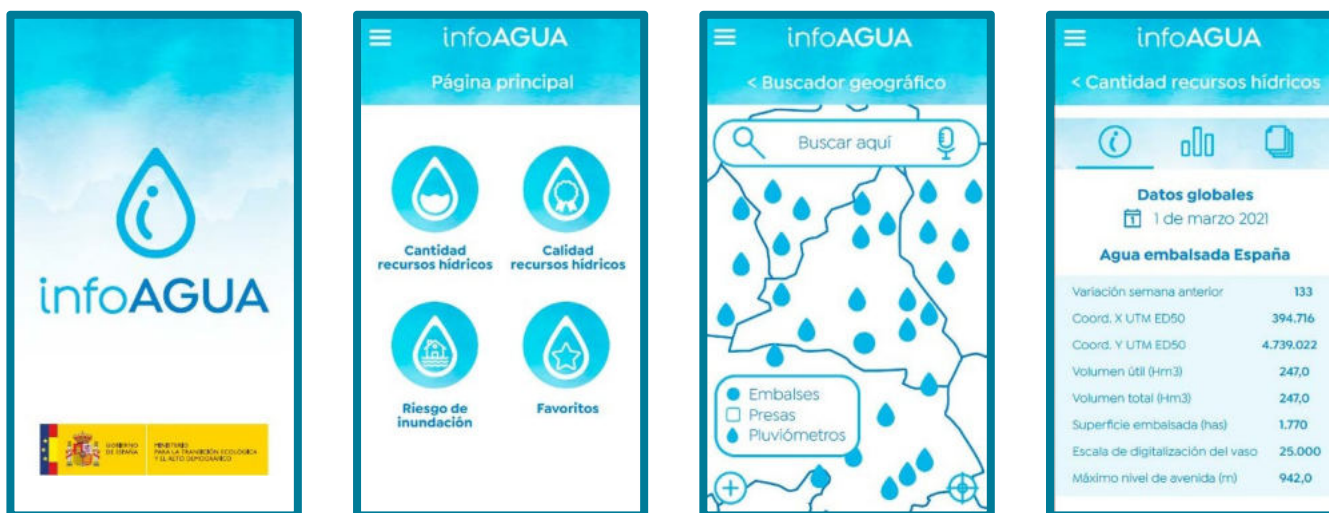 infoAGUA
GOBIERNO
DE ESPAÑA
MINISTERIO
PARA LA TRANSICIÓN ECOLÓGICA
Y EL RETO DEMOGRÁFICO
infoAGUA
Página principal
Cantidad
recursos hídricos
Calidad
recursos hídricos
Riesgo de
inundación
Favoritos
infoAGUA
< Buscador geográfico
Buscar aquí
Embalses
Presas
Pluviómetros
infoAGUA
< Cantidad recursos hídricos
Datos globales
1 de marzo 2021
Agua embalsada España
Variación semana anterior 133
Coord. X UTM ED50 394.716
Coord. Y UTM ED50 4.739.022
Volumen útil (Hm3) 247,0
Volumen total (Hm3) 247,0
Superficie embalsada (has) 1.770
Escala de digitalización del vaso 25.000
Máximo nivel de avenida (m) 942,0